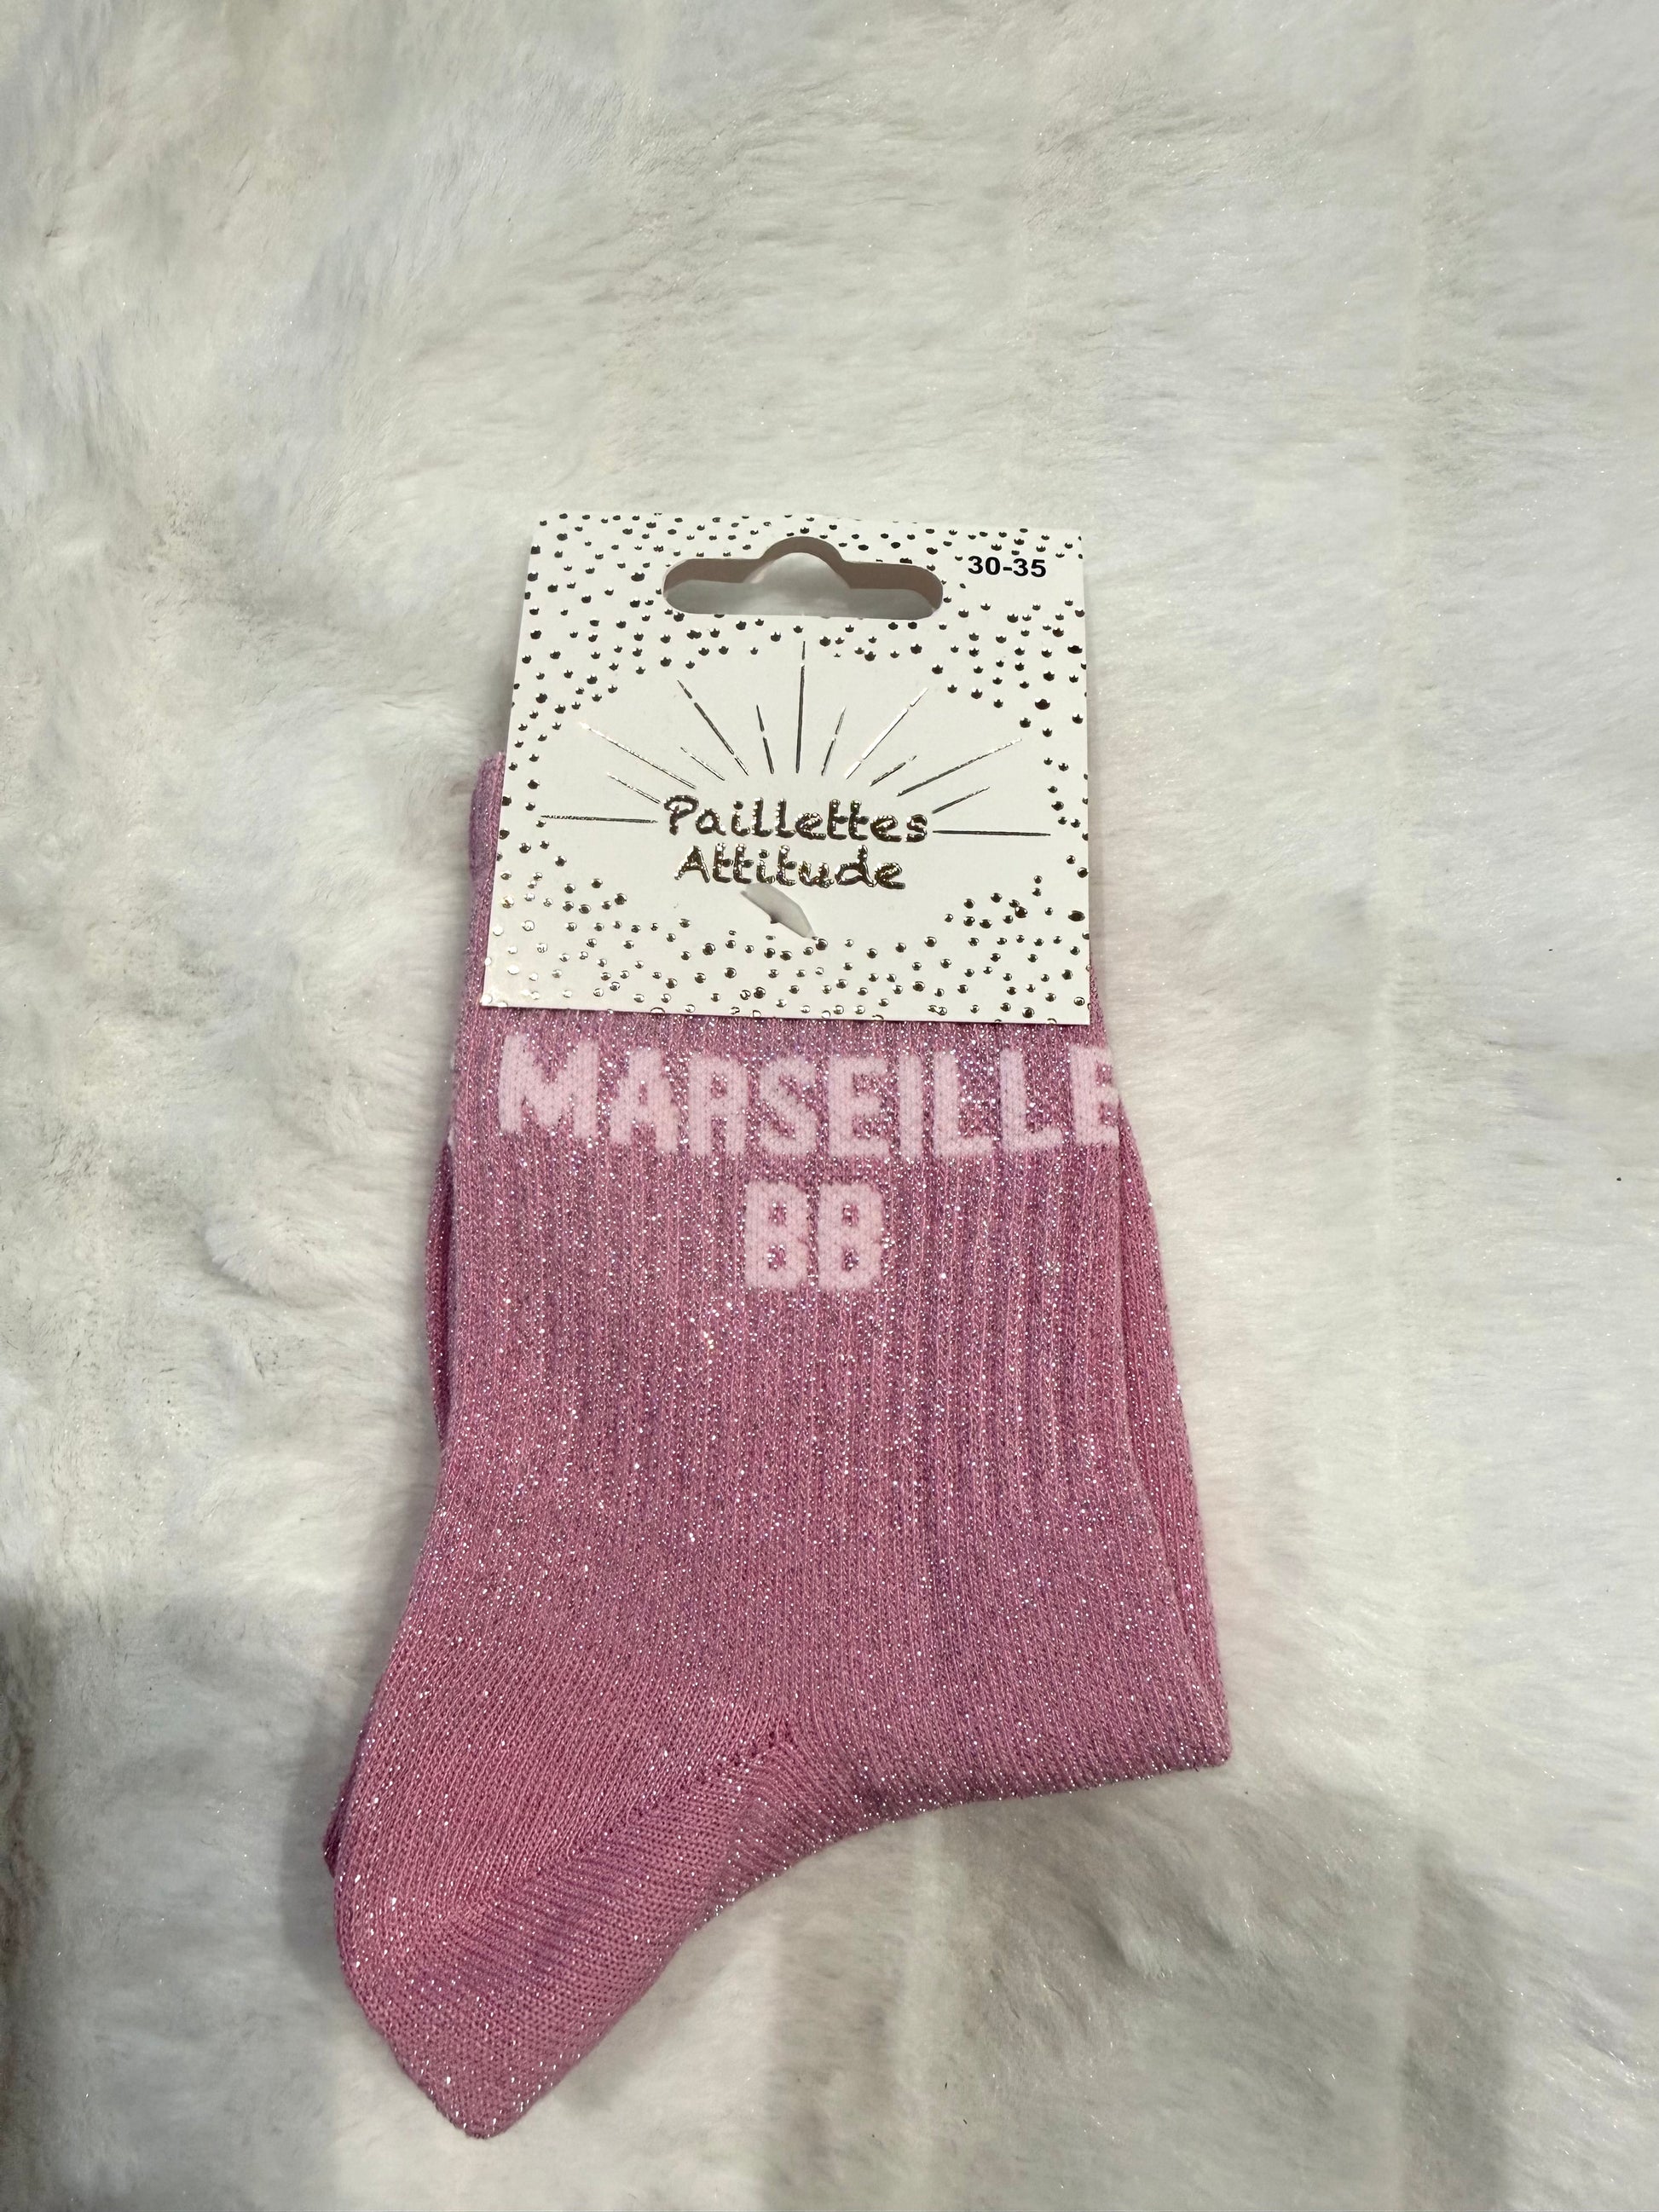 30-35
Paillettes
Attitude
MARSEILLE
BB